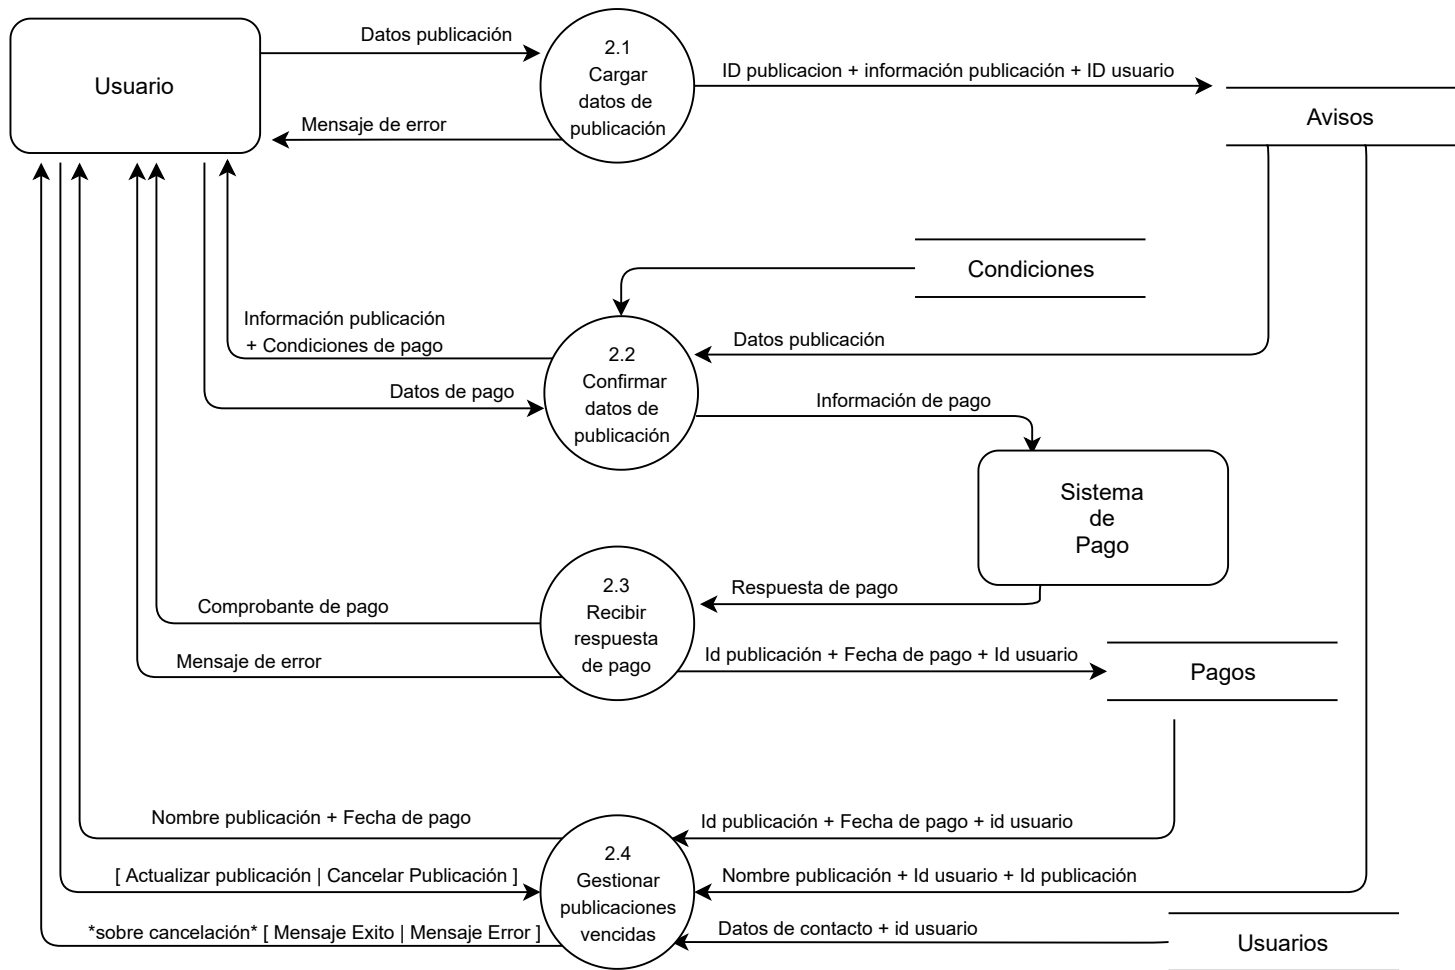 Datos publicación
Usuario
2.1
Cargar
datos de
publicación
ID publicacion + información publicación + ID usuario
Avisos
Mensaje de error
Condiciones
Información publicación
+ Condiciones de pago
2.2
Confirmar
datos de
publicación
Datos publicación
Datos de pago
Información de pago
Sistema
de
Pago
2.3
Recibir
respuesta
de pago
Respuesta de pago
Comprobante de pago
Mensaje de error
Id publicación + Fecha de pago + Id usuario
Pagos
Nombre publicación + Fecha de pago
Id publicación + Fecha de pago + id usuario
2.4
Gestionar
publicaciones
vencidas
[ Actualizar publicación | Cancelar Publicación ]
Nombre publicación + Id usuario + Id publicación
*sobre cancelación* [ Mensaje Exito | Mensaje Error ]
Datos de contacto + id usuario
Usuarios